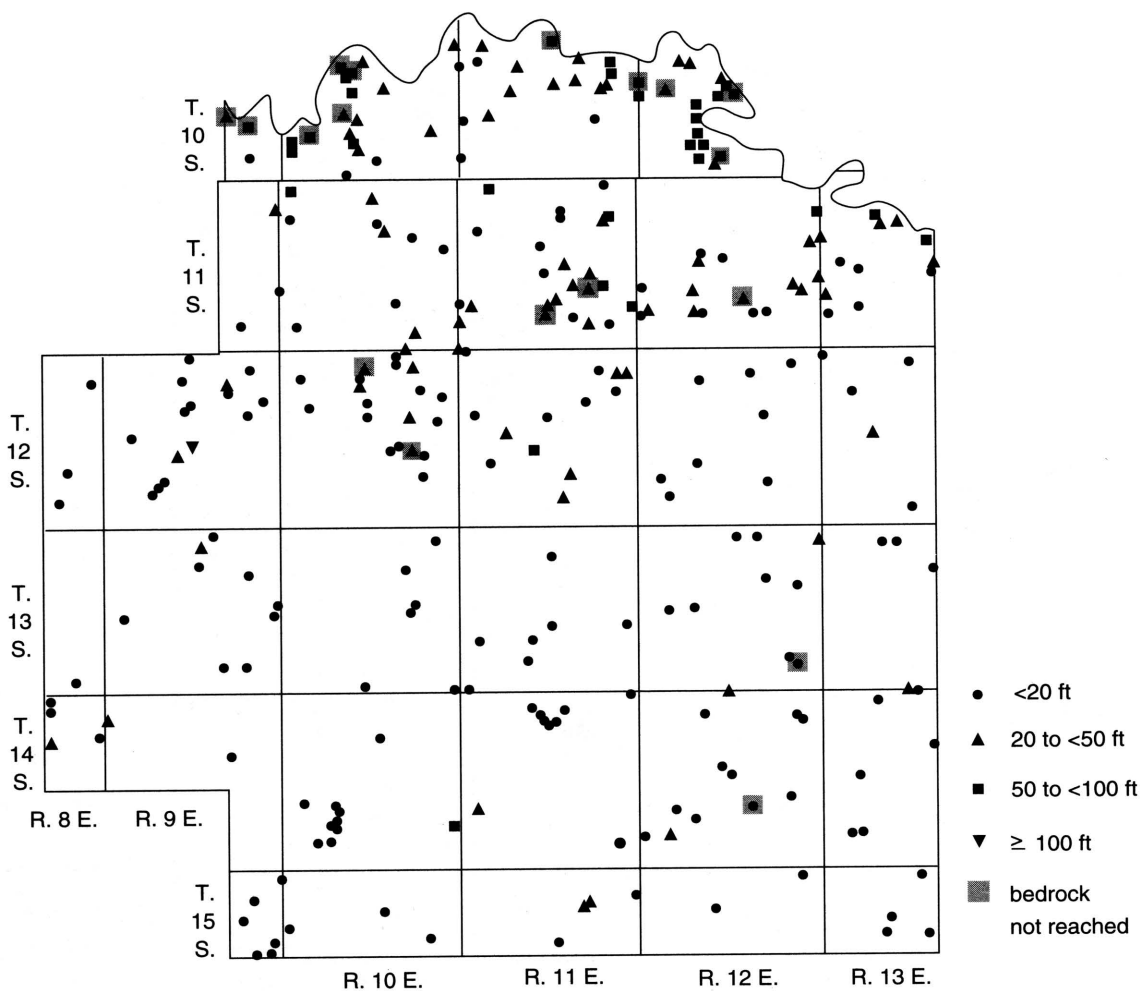 T.
10
S.
T.
11
S.
T.
12
S.
T.
13
S.
T.
14
S.
T.
15
S.
R. 8 E.
R. 9 E.
R. 10 E.
R. 11 E.
R. 12 E.
R. 13 E.
<20 ft
20 to <50 ft
50 to <100 ft
≥ 100 ft
bedrock
not reached